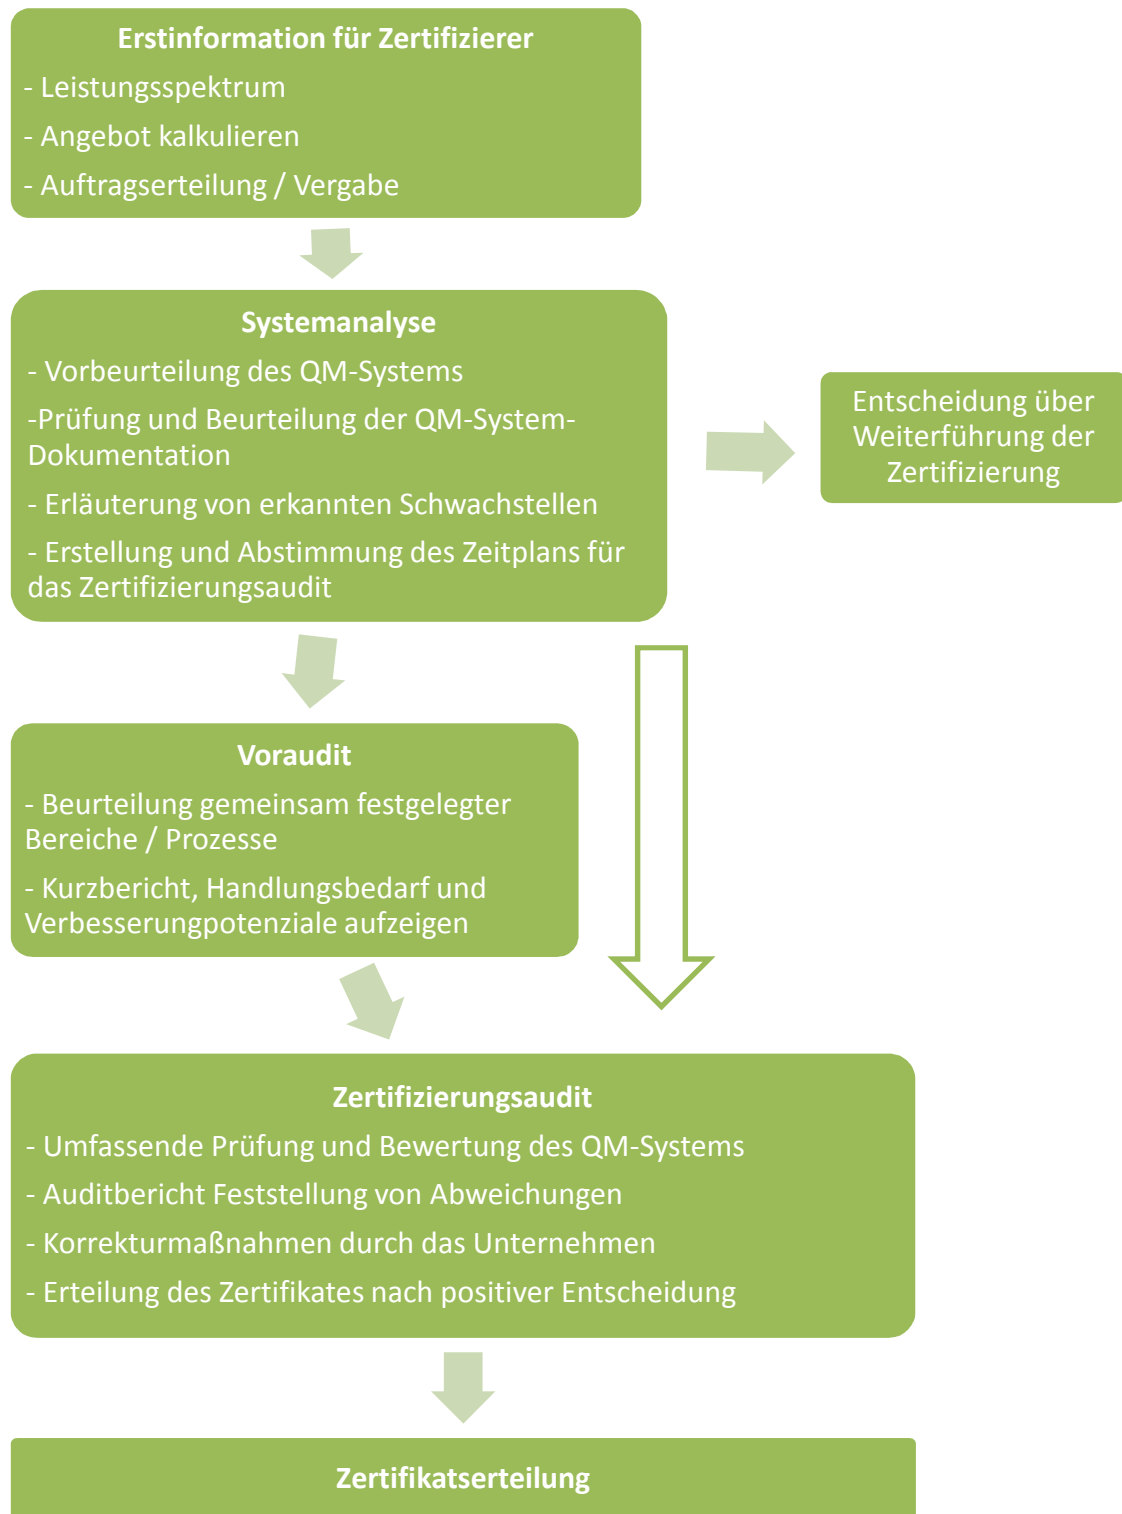 Erstinformation für Zertifizierer
- Leistungsspektrum
- Angebot kalkulieren
- Auftragserteilung / Vergabe
Systemanalyse
- Vorbeurteilung des QM-Systems
-Prüfung und Beurteilung der QM-System-
Dokumentation
- Erläuterung von erkannten Schwachstellen
- Erstellung und Abstimmung des Zeitplans für
das Zertifizierungsaudit
Entscheidung über
Weiterführung der
Zertifizierung
Voraudit
- Beurteilung gemeinsam festgelegter
Bereiche / Prozesse
- Kurzbericht, Handlungsbedarf und
Verbesserungpotenziale aufzeigen
Zertifizierungsaudit
- Umfassende Prüfung und Bewertung des QM-Systems
- Auditbericht Feststellung von Abweichungen
- Korrekturmaßnahmen durch das Unternehmen
- Erteilung des Zertifikates nach positiver Entscheidung
Zertifikatserteilung